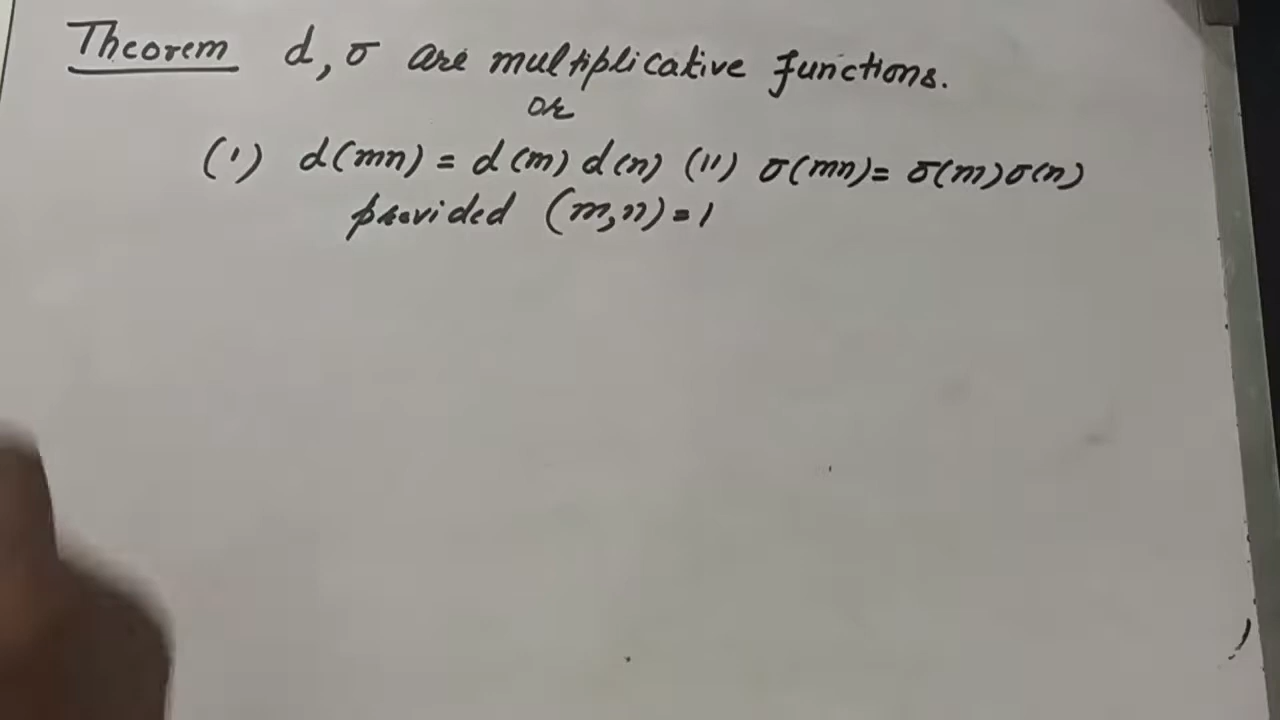 Theorem d, σ are multiplicative functions.
or
(i) d(mn) = d(m) d(n) (ii) σ(mn) = σ(m)σ(n)
provided (m,n) = 1